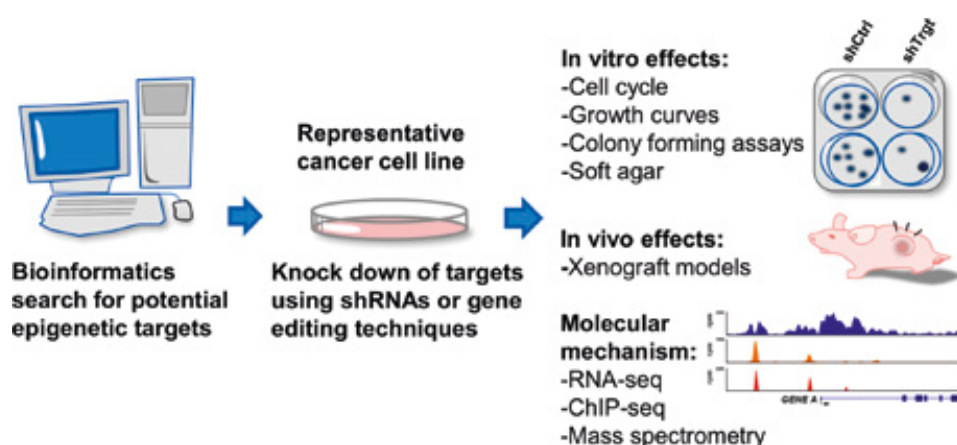 Bioinformatics
search for potential
epigenetic targets
Representative
cancer cell line
Knock down of targets
using shRNAs or gene
editing techniques
In vitro effects:
-Cell cycle
-Growth curves
-Colony forming assays
-Soft agar
shCtrl
shTrgt
In vivo effects:
-Xenograft models
Molecular
mechanism:
-RNA-seq
-ChIP-seq
-Mass spectrometry
GENE A